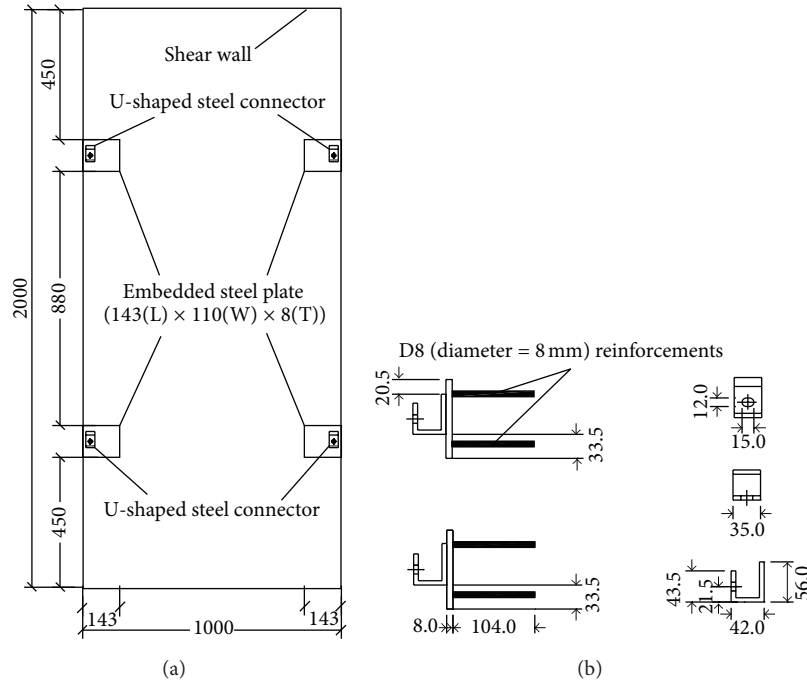 Shear wall
450
U-shaped steel connector
2000
880
Embedded steel plate
(143(L) × 110(W) × 8(T))
U-shaped steel connector
450
143
1000
143
(a)
D8 (diameter = 8 mm) reinforcements
20.5
33.5
12.0
15.0
35.0
33.5
8.0
104.0
43.5
21.5
56.0
42.0
(b)